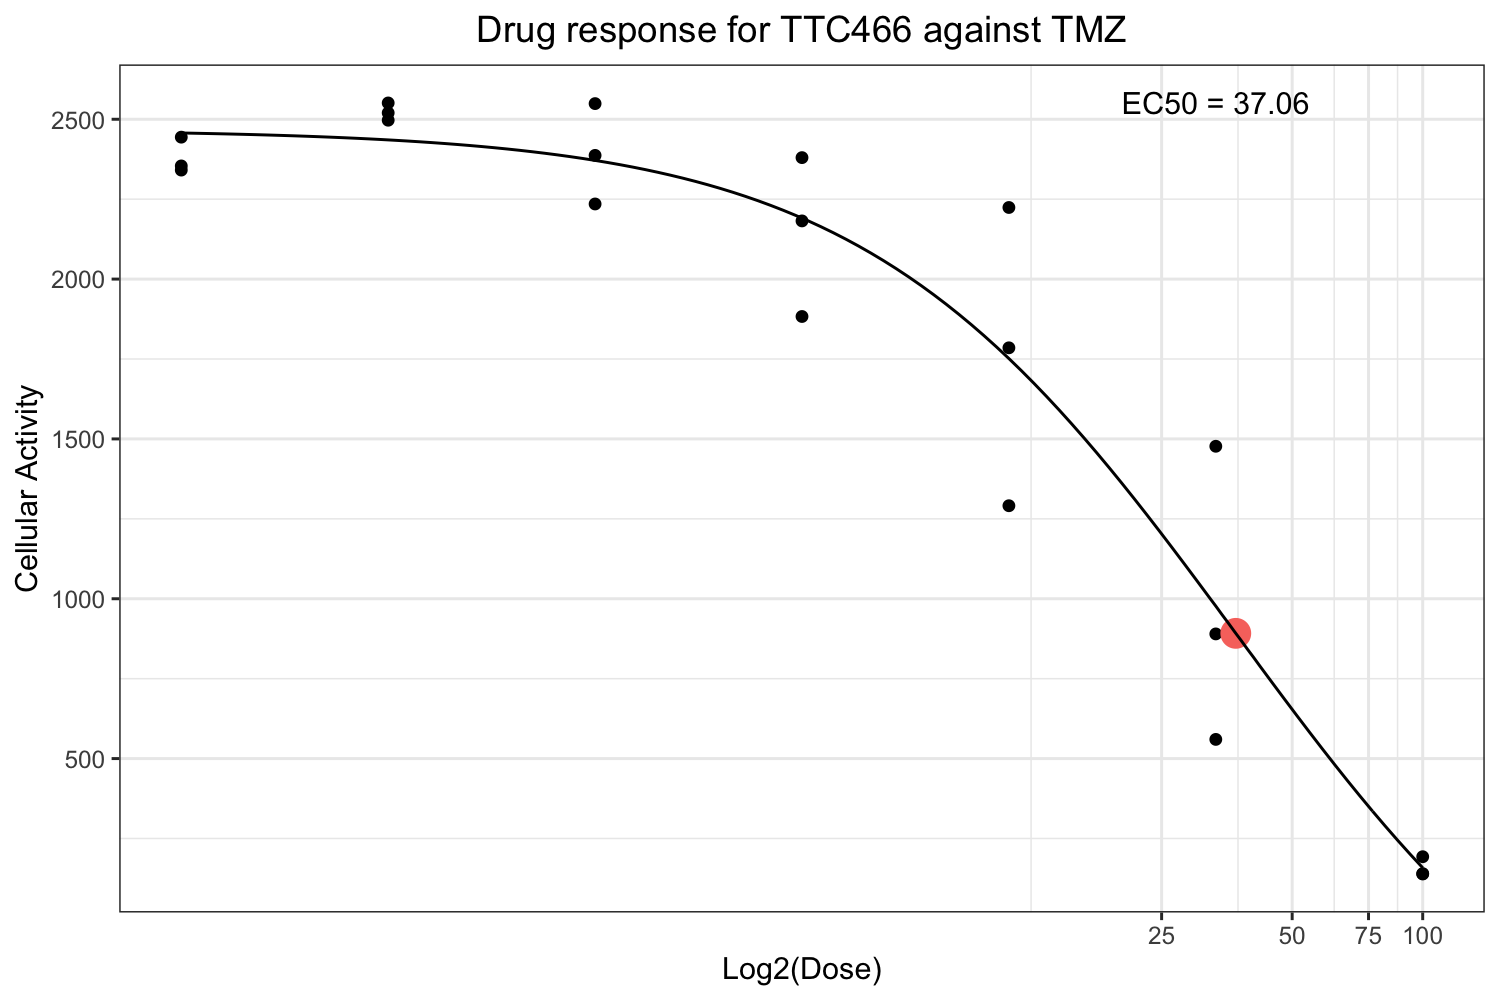 Drug response for TTC466 against TMZ
EC50 = 37.06
2500
2000
1500
1000
500
Cellular Activity
25 50 75 100
Log2(Dose)